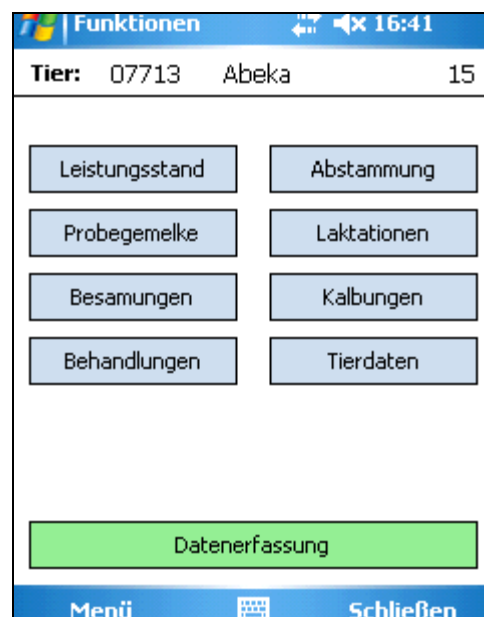 Funktionen 16:41
Tier: 07713 Abeka 15
Leistungsstand Abstammung
Probegemelke Laktationen
Besamungen Kalbungen
Behandlungen Tierdaten
Datenerfassung
Menü Schließen